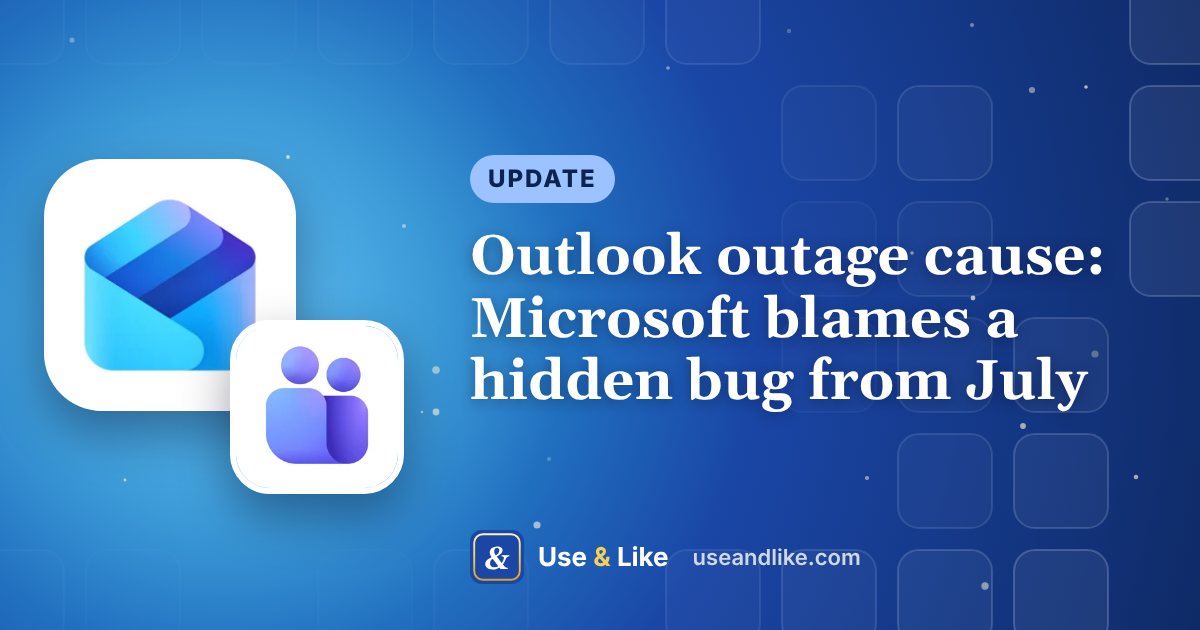 UPDATE
Outlook outage cause:
Microsoft blames a
hidden bug from July
& Use & Like useandlike.com